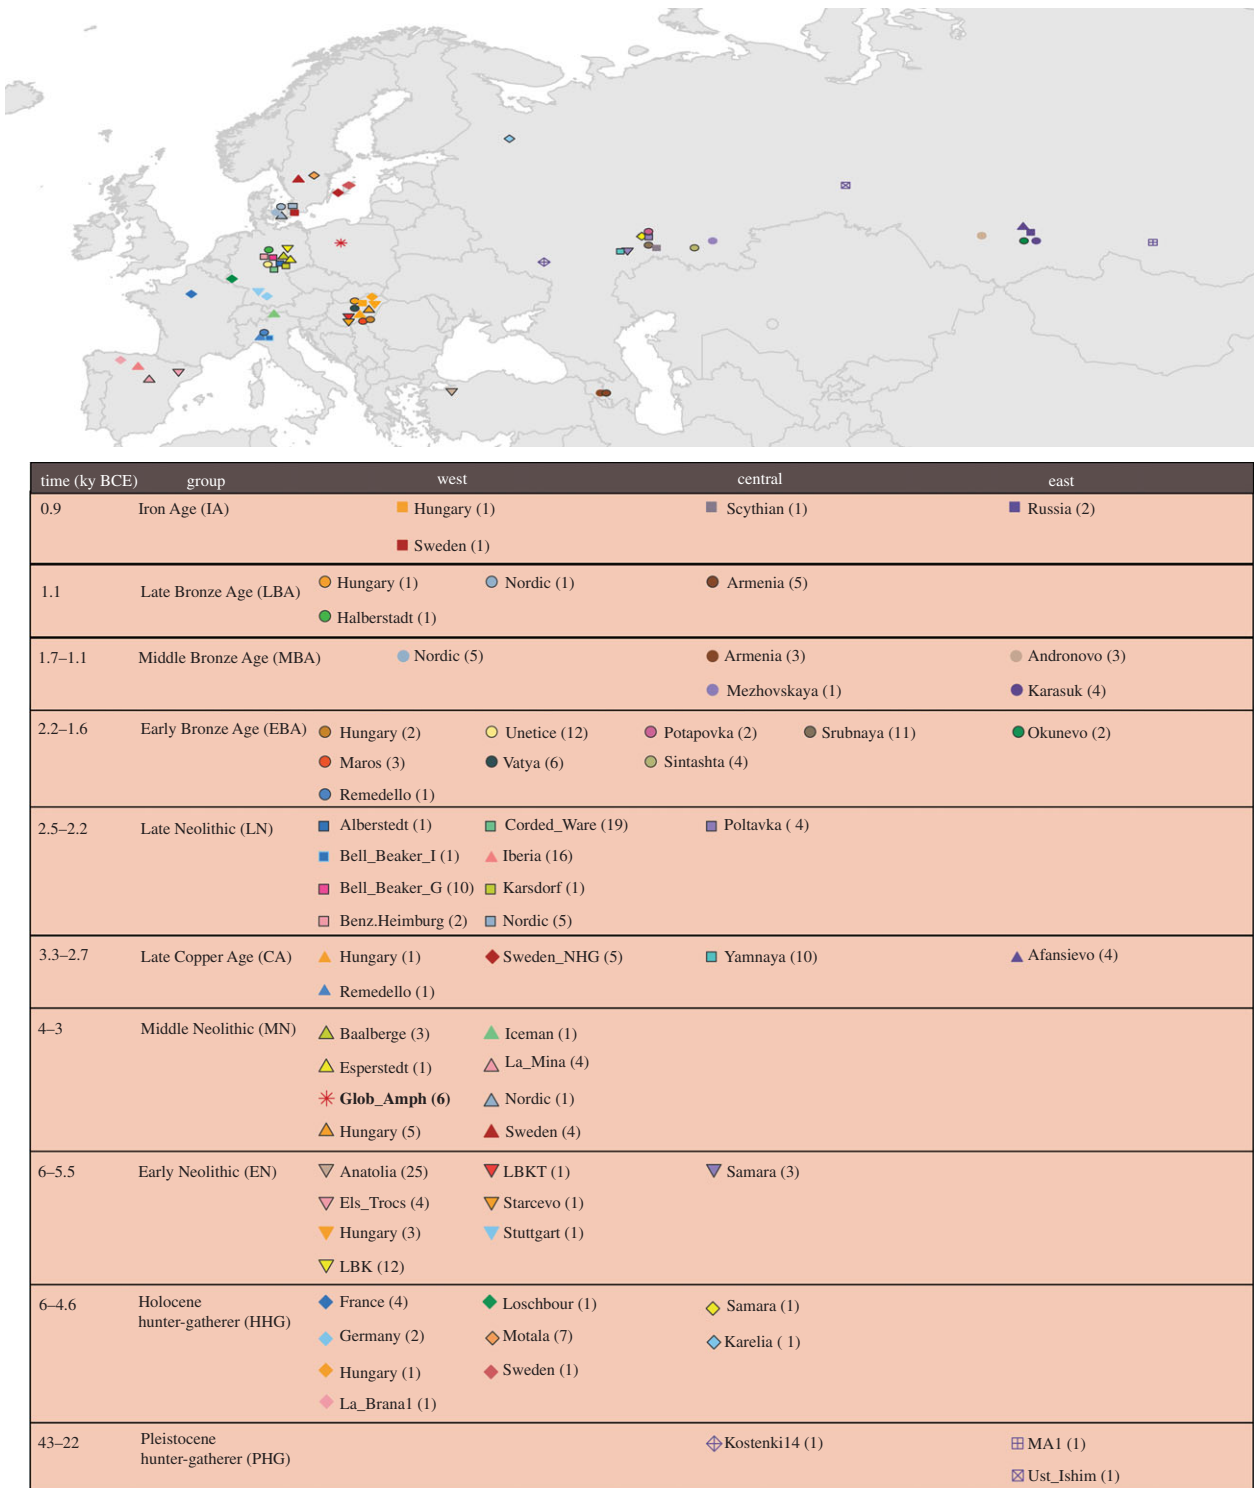 time (ky BCE) group west central east
0.9 Iron Age (IA) Hungary (1) Scythian (1) Russia (2)
Sweden (1)
1.1 Late Bronze Age (LBA) Hungary (1) Nordic (1) Armenia (5)
Halberstadt (1)
1.7–1.1 Middle Bronze Age (MBA) Nordic (5) Armenia (3) Andronovo (3)
Mezhovskaya (1) Karasuk (4)
2.2–1.6 Early Bronze Age (EBA) Hungary (2) Unetice (12) Potapovka (2) Srubnaya (11) Okunevo (2)
Maros (3) Vatya (6) Sintashta (4)
Remedello (1)
2.5–2.2 Late Neolithic (LN) Alberstedt (1) Corded_Ware (19) Poltavka ( 4)
Bell_Beaker_I (1) Iberia (16)
Bell_Beaker_G (10) Karsdorf (1)
Benz.Heimburg (2) Nordic (5)
3.3–2.7 Late Copper Age (CA) Hungary (1) Sweden_NHG (5) Yamnaya (10) Afansievo (4)
Remedello (1)
4–3 Middle Neolithic (MN) Baalberge (3) Iceman (1)
Esperstedt (1) La_Mina (4)
Glob_Amph (6) Nordic (1)
Hungary (5) Sweden (4)
6–5.5 Early Neolithic (EN) Anatolia (25) LBKT (1) Samara (3)
Els_Trocs (4) Starcevo (1)
Hungary (3) Stuttgart (1)
LBK (12)
6–4.6 Holocene France (4) Loschbour (1) Samara (1)
hunter-gatherer (HHG)
Germany (2) Motala (7) Karelia ( 1)
Hungary (1) Sweden (1)
La_Brana1 (1)
43–22 Pleistocene Kostenki14 (1) MA1 (1)
hunter-gatherer (PHG)
Ust_Ishim (1)